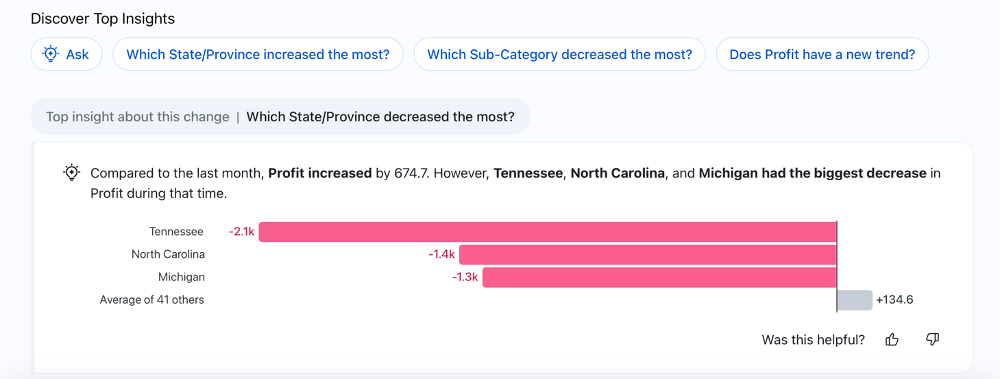 Discover Top Insights
Ask
Which State/Province increased the most?
Which Sub-Category decreased the most?
Does Profit have a new trend?
Top insight about this change | Which State/Province decreased the most?
Compared to the last month, Profit increased by 674.7. However, Tennessee, North Carolina, and Michigan had the biggest decrease in
Profit during that time.
Tennessee -2.1k
North Carolina -1.4k
Michigan -1.3k
Average of 41 others +134.6
Was this helpful?